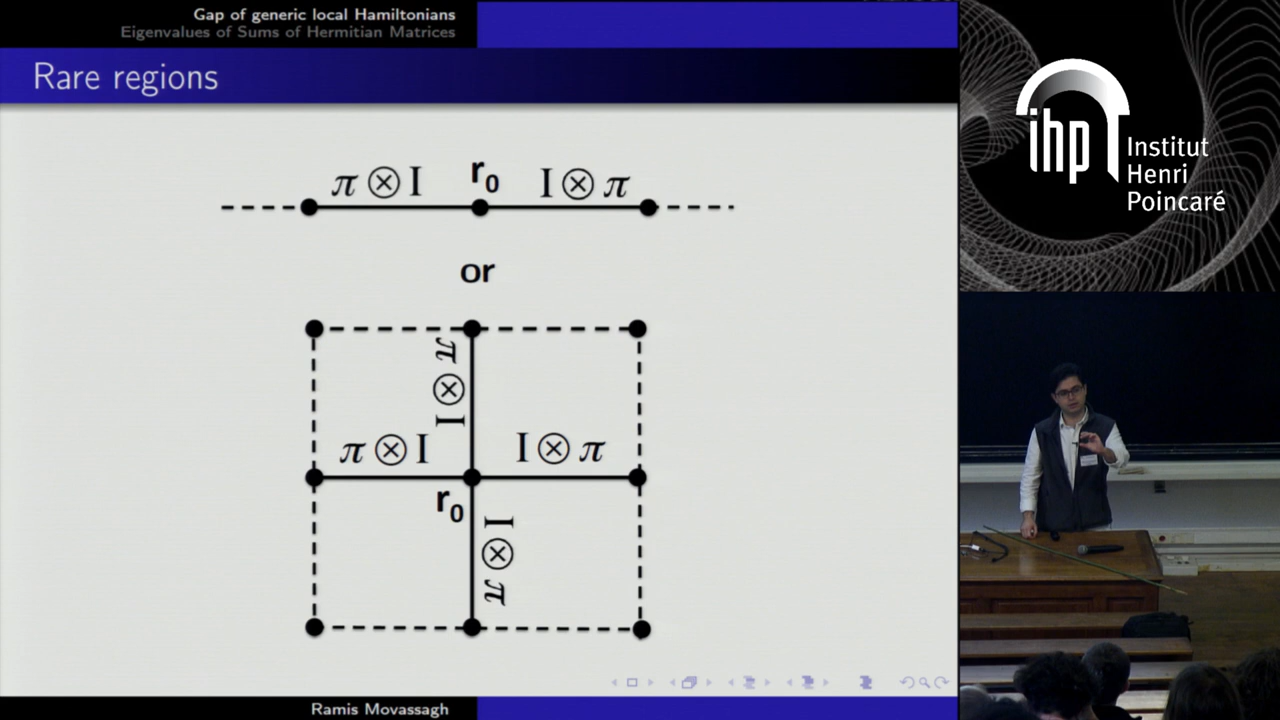 Gap of generic local Hamiltonians
Eigenvalues of Sums of Hermitian Matrices
Rare regions
π ⊗ I
r₀
I ⊗ π
or
π ⊗ I
π ⊗ I
I ⊗ π
r₀
I ⊗ π
Ramis Movassagh
ihp
Institut
Henri
Poincaré